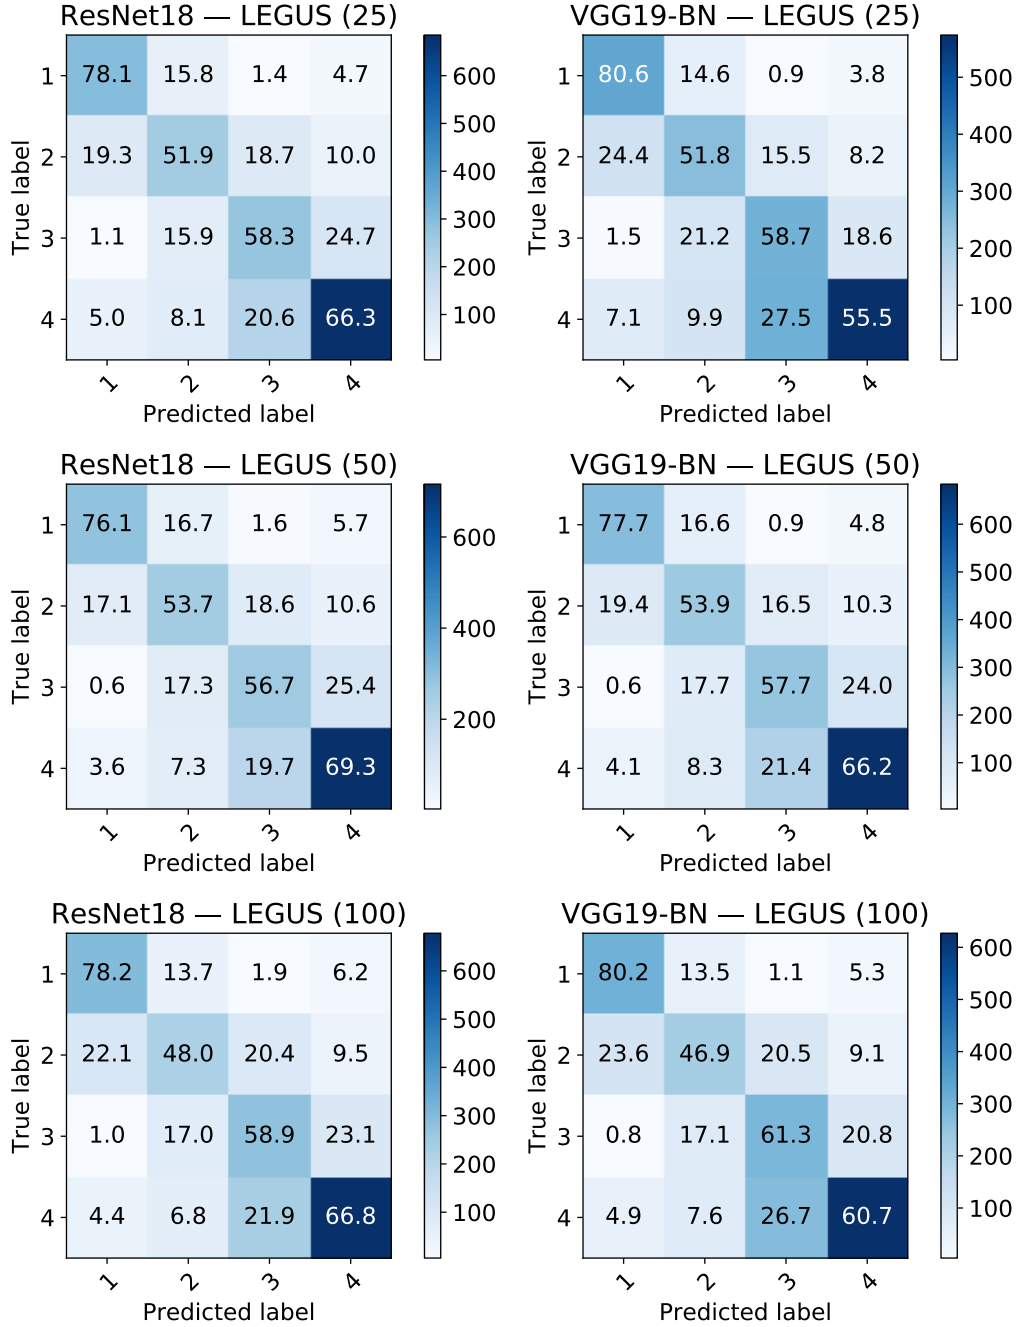 ResNet18 — LEGUS (25)
True label
1 78.1 15.8 1.4 4.7
2 19.3 51.9 18.7 10.0
3 1.1 15.9 58.3 24.7
4 5.0 8.1 20.6 66.3
1 2 3 4
Predicted label
600
500
400
300
200
100
VGG19-BN — LEGUS (25)
True label
1 80.6 14.6 0.9 3.8
2 24.4 51.8 15.5 8.2
3 1.5 21.2 58.7 18.6
4 7.1 9.9 27.5 55.5
1 2 3 4
Predicted label
500
400
300
200
100
ResNet18 — LEGUS (50)
True label
1 76.1 16.7 1.6 5.7
2 17.1 53.7 18.6 10.6
3 0.6 17.3 56.7 25.4
4 3.6 7.3 19.7 69.3
1 2 3 4
Predicted label
600
400
200
VGG19-BN — LEGUS (50)
True label
1 77.7 16.6 0.9 4.8
2 19.4 53.9 16.5 10.3
3 0.6 17.7 57.7 24.0
4 4.1 8.3 21.4 66.2
1 2 3 4
Predicted label
600
500
400
300
200
100
ResNet18 — LEGUS (100)
True label
1 78.2 13.7 1.9 6.2
2 22.1 48.0 20.4 9.5
3 1.0 17.0 58.9 23.1
4 4.4 6.8 21.9 66.8
1 2 3 4
Predicted label
600
500
400
300
200
100
VGG19-BN — LEGUS (100)
True label
1 80.2 13.5 1.1 5.3
2 23.6 46.9 20.5 9.1
3 0.8 17.1 61.3 20.8
4 4.9 7.6 26.7 60.7
1 2 3 4
Predicted label
600
500
400
300
200
100